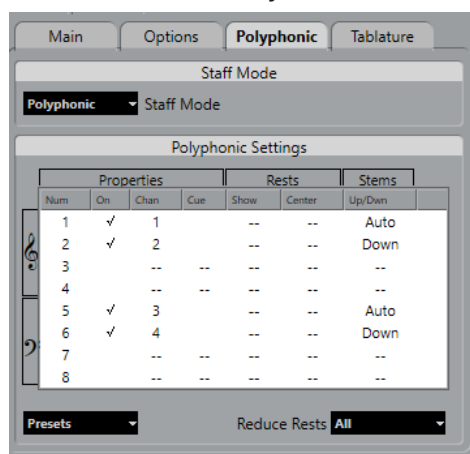 Main Options Polyphonic Tablature
Staff Mode
Polyphonic Staff Mode
Polyphonic Settings
Properties Rests Stems
Num On Chan Cue Show Center Up/Dwn
1 √ 1 -- -- Auto
2 √ 2 -- -- Down
3 -- -- -- -- --
4 -- -- -- -- --
5 √ 3 -- -- Auto
6 √ 4 -- -- Down
7 -- -- -- -- --
8 -- -- -- -- --
Presets Reduce Rests All